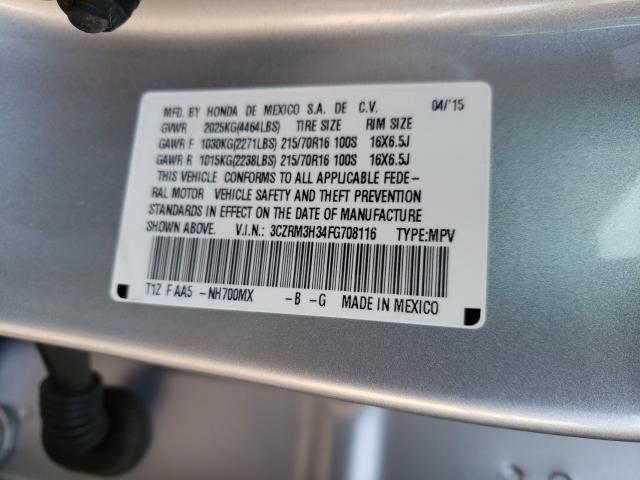 MFD. BY HONDA DE MEXICO S.A. DE C.V. 04/'15
GVWR 2025KG(4464LBS) TIRE SIZE RIM SIZE
GAWR F 1030KG(2271LBS) 215/70R16 100S 16X6.5J
GAWR R 1015KG(2238LBS) 215/70R16 100S 16X6.5J
THIS VEHICLE CONFORMS TO ALL APPLICABLE FEDE-
RAL MOTOR VEHICLE SAFETY AND THEFT PREVENTION
STANDARDS IN EFFECT ON THE DATE OF MANUFACTURE
SHOWN ABOVE. V.I.N.: 3CZRM3H34FG708116 TYPE:MPV
T1Z F AA5 -NH700MX -B -G MADE IN MEXICO